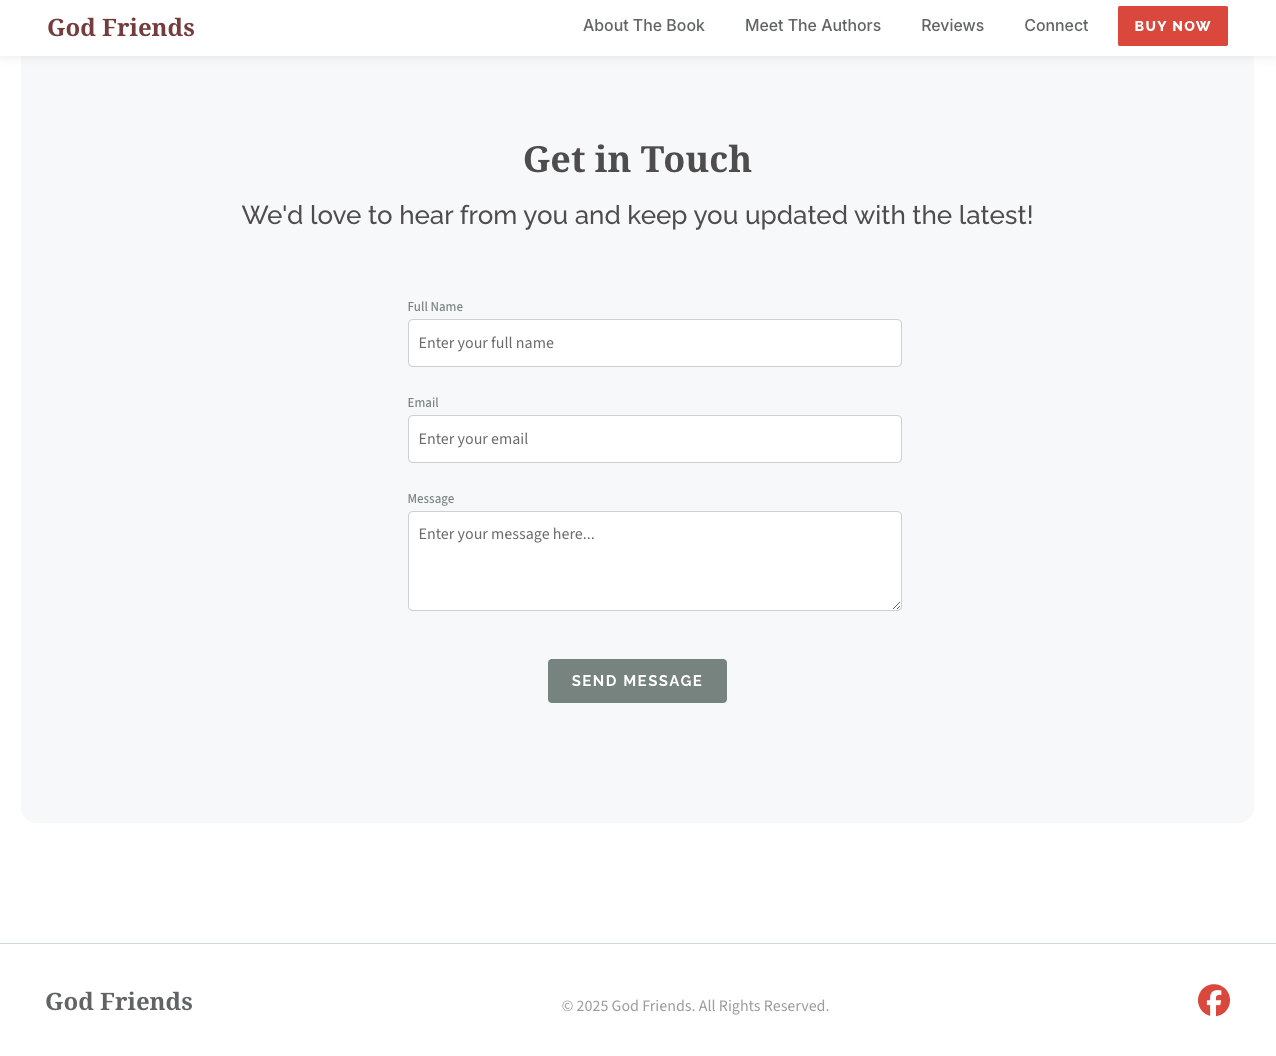 God Friends
About The Book
Meet The Authors
Reviews
Connect
BUY NOW
Get in Touch
We'd love to hear from you and keep you updated with the latest!
Full Name
Enter your full name
Email
Enter your email
Message
Enter your message here...
SEND MESSAGE
God Friends
© 2025 God Friends. All Rights Reserved.